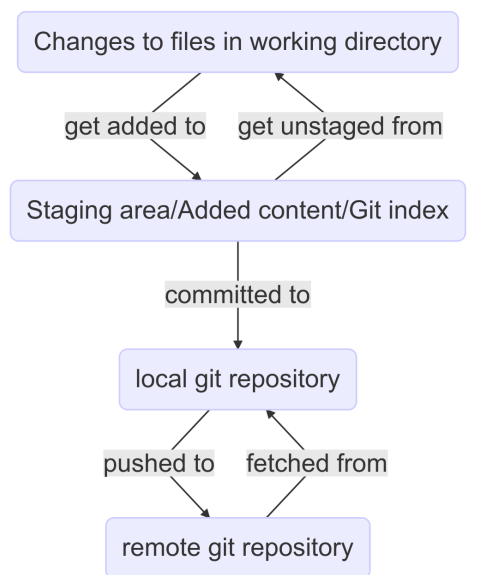 Changes to files in working directory
get added to
get unstaged from
Staging area/Added content/Git index
committed to
local git repository
pushed to
fetched from
remote git repository